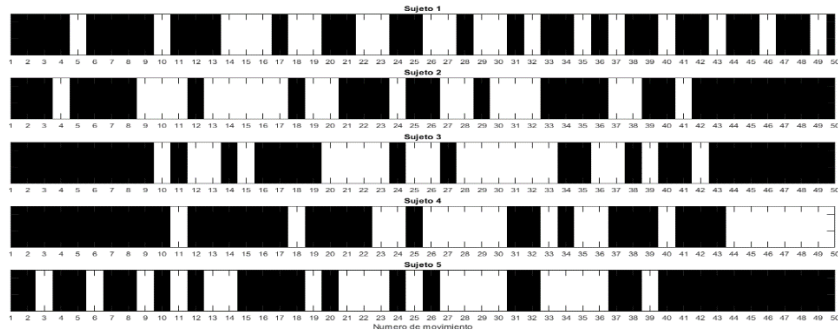 Sujeto 1
1 2 3 4 5 6 7 8 9 10 11 12 13 14 15 16 17 18 19 20 21 22 23 24 25 26 27 28 29 30 31 32 33 34 35 36 37 38 39 40 41 42 43 44 45 46 47 48 49 50
Sujeto 2
1 2 3 4 5 6 7 8 9 10 11 12 13 14 15 16 17 18 19 20 21 22 23 24 25 26 27 28 29 30 31 32 33 34 35 36 37 38 39 40 41 42 43 44 45 46 47 48 49 50
Sujeto 3
1 2 3 4 5 6 7 8 9 10 11 12 13 14 15 16 17 18 19 20 21 22 23 24 25 26 27 28 29 30 31 32 33 34 35 36 37 38 39 40 41 42 43 44 45 46 47 48 49 50
Sujeto 4
1 2 3 4 5 6 7 8 9 10 11 12 13 14 15 16 17 18 19 20 21 22 23 24 25 26 27 28 29 30 31 32 33 34 35 36 37 38 39 40 41 42 43 44 45 46 47 48 49 50
Sujeto 5
1 2 3 4 5 6 7 8 9 10 11 12 13 14 15 16 17 18 19 20 21 22 23 24 25 26 27 28 29 30 31 32 33 34 35 36 37 38 39 40 41 42 43 44 45 46 47 48 49 50
Numero de movimiento